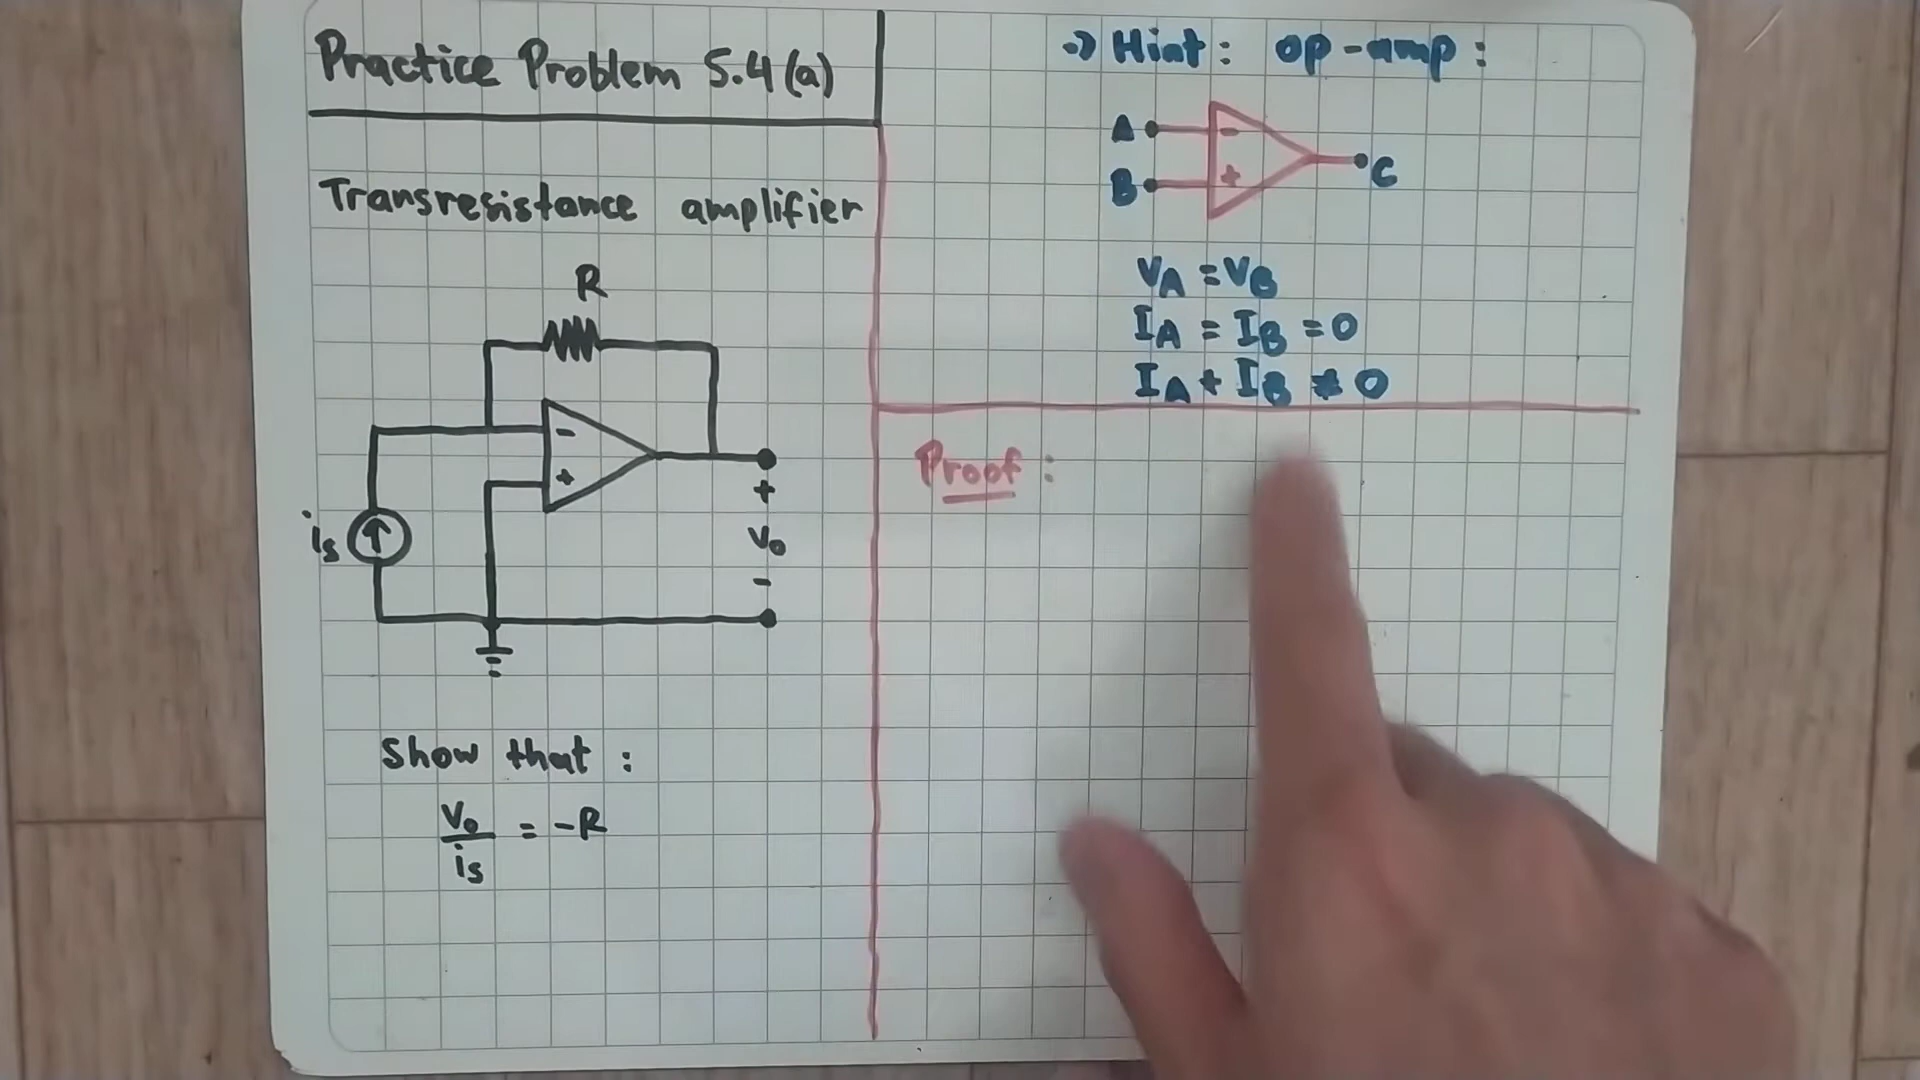 Practice Problem 5.4(a)
Transresistance amplifier
R
-
+
is
+
Vo
-
Show that:
Vo/is = -R
Hint: op-amp:
A
-
B
+
C
VA = VB
IA = IB = 0
IA + IB ≠ 0
Proof: